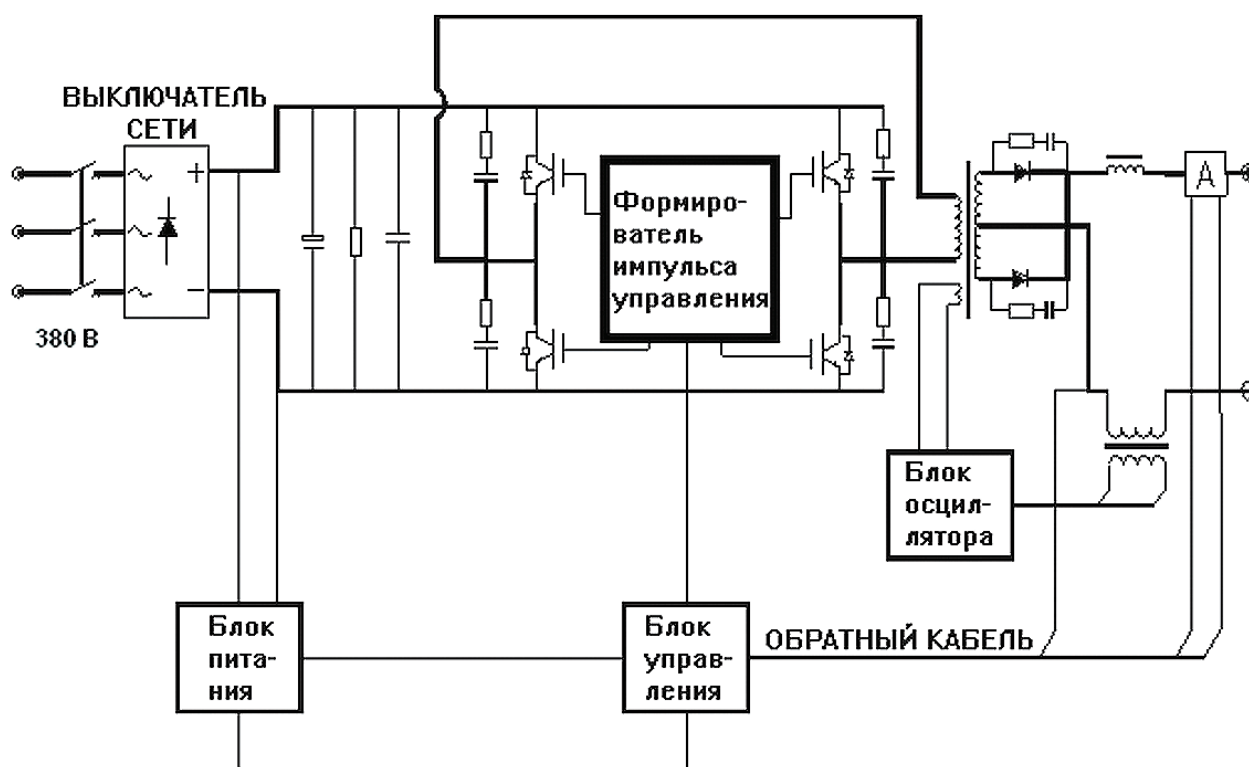 ВЫКЛЮЧАТЕЛЬ
СЕТИ
+
−
380 В
Формиро-
ватель
импульса
управления
А
Блок
осцил-
лятора
Блок
пита-
ния
Блок
управ-
ления
ОБРАТНЫЙ КАБЕЛЬ